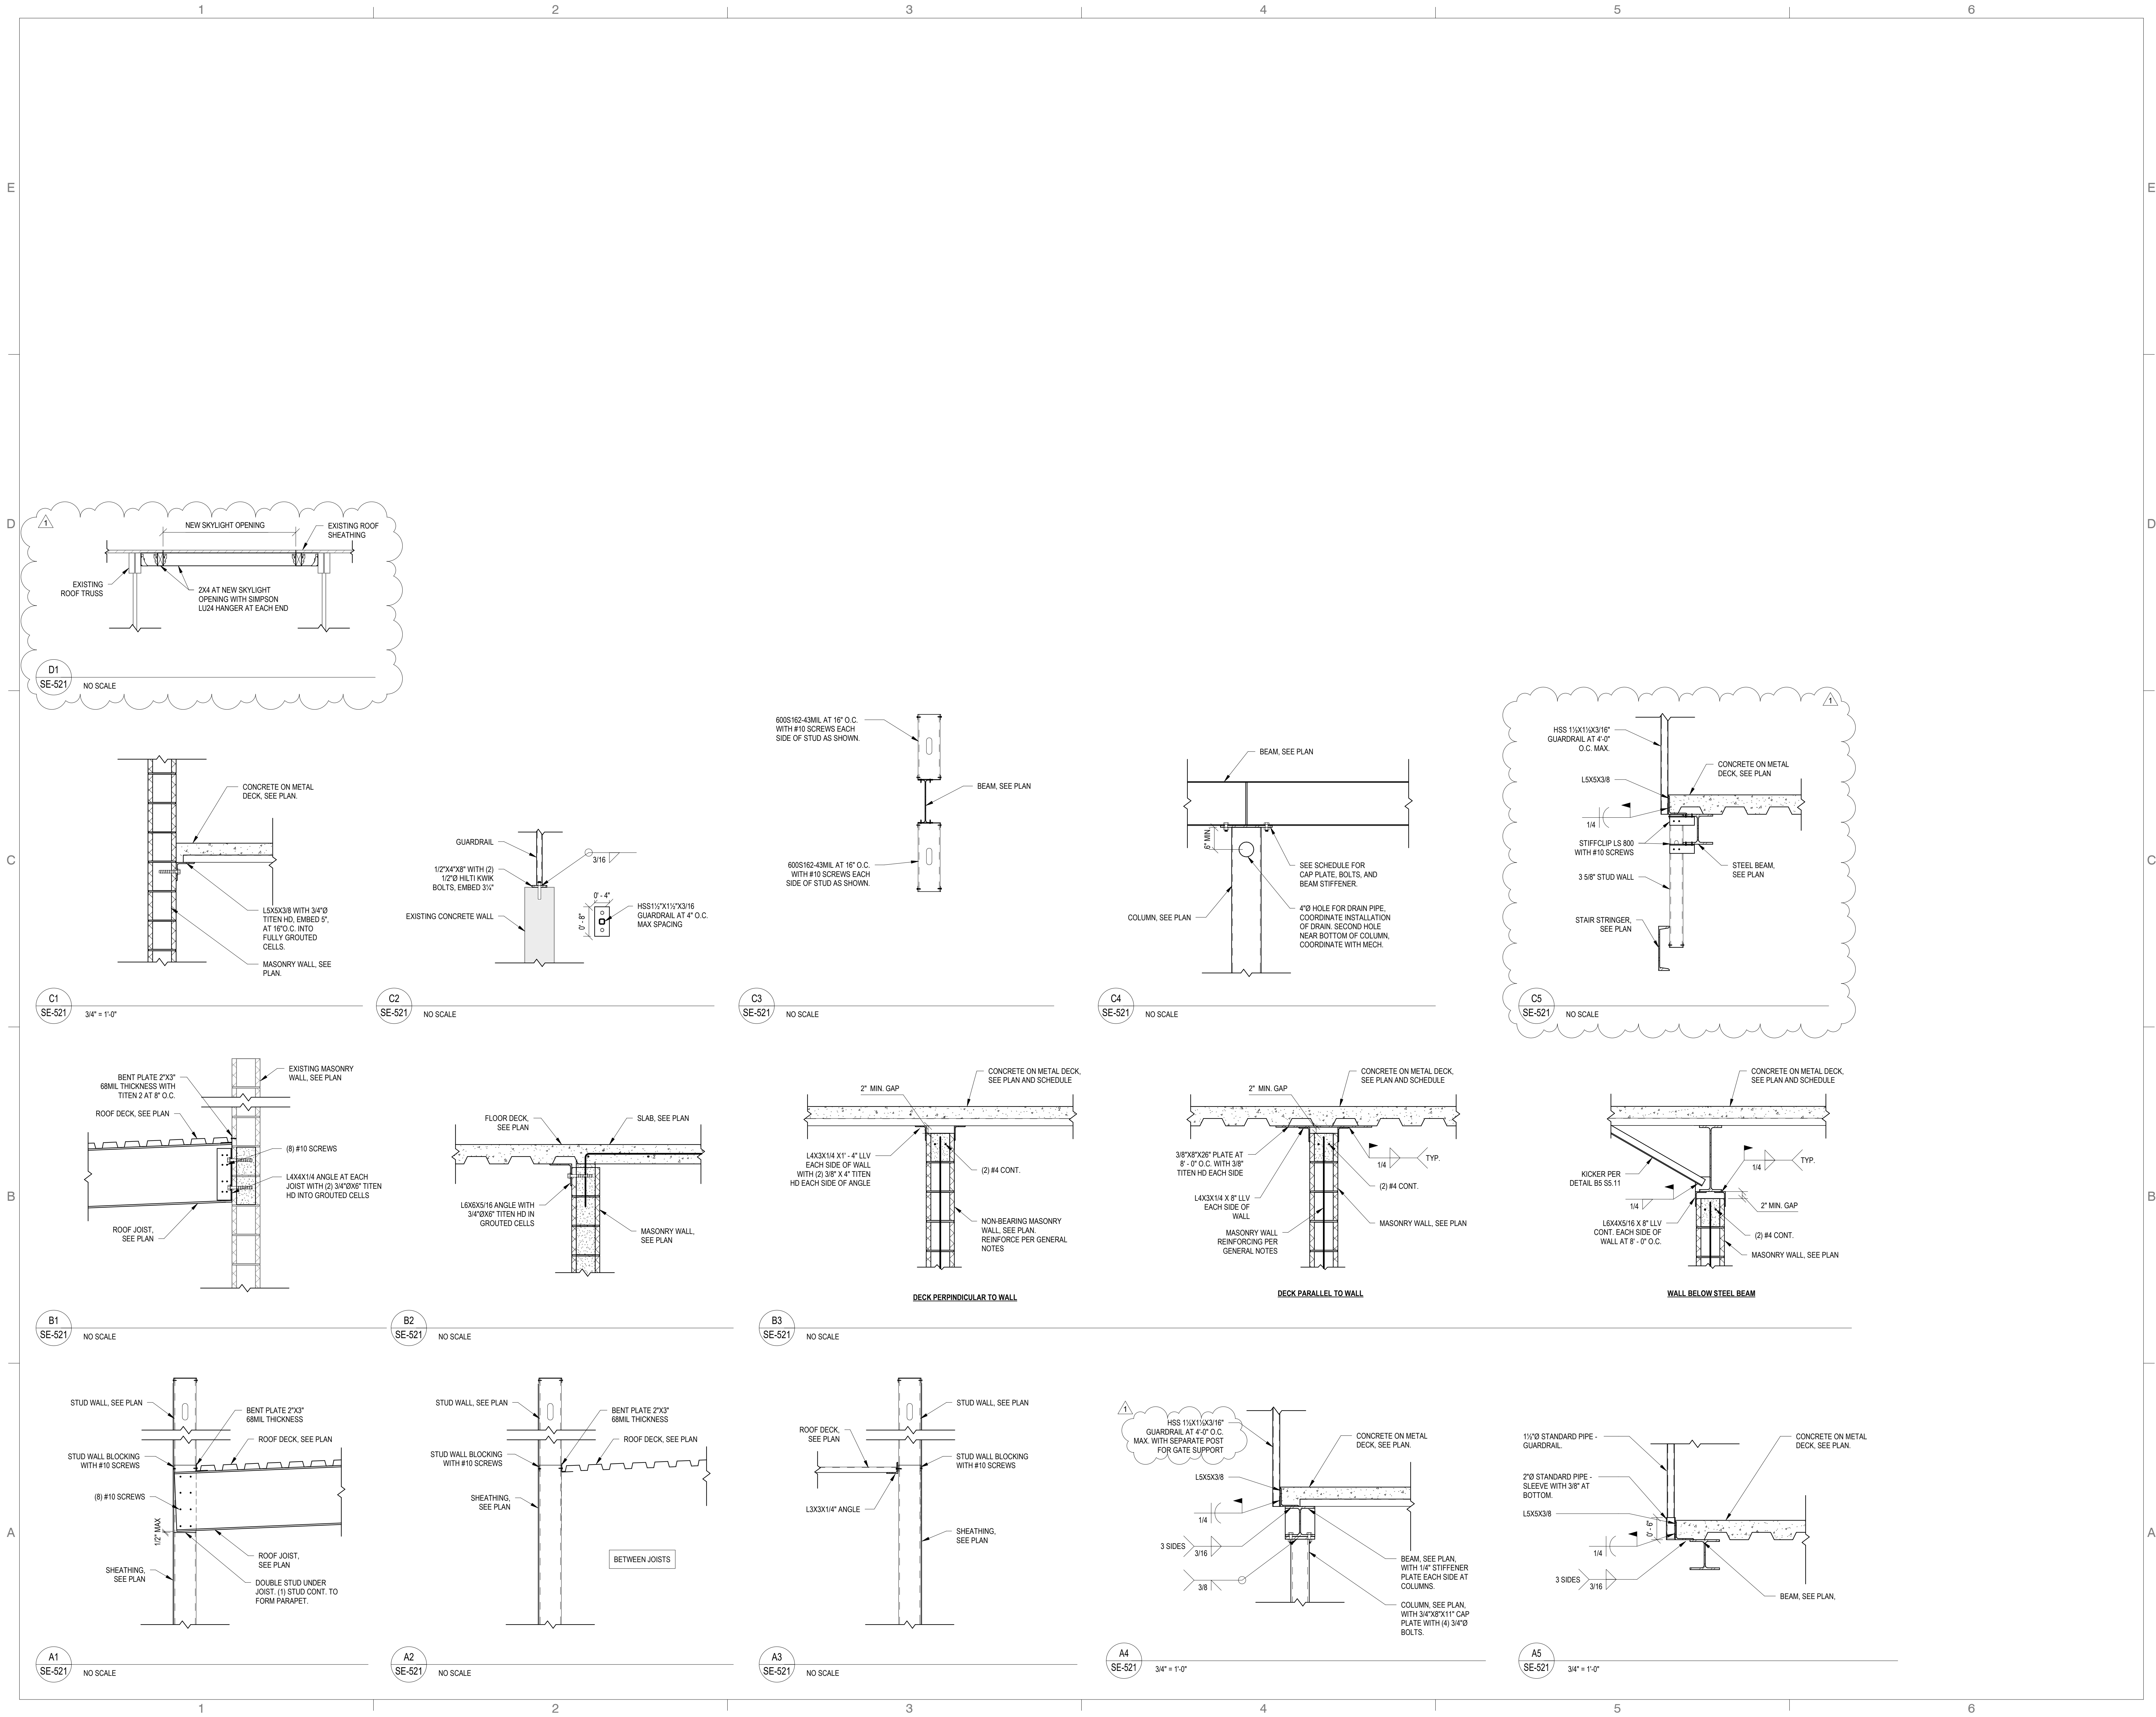 1
2
3
4
5
6
E
E
D
D
C
C
B
B
A
A
1
NEW SKYLIGHT OPENING
EXISTING ROOF
SHEATHING
EXISTING
ROOF TRUSS
2X4 AT NEW SKYLIGHT
OPENING WITH SIMPSON
LU24 HANGER AT EACH END
D1
SE-521
NO SCALE
CONCRETE ON METAL
DECK, SEE PLAN.
L5X5X3/8 WITH 3/4"Ø
TITEN HD, EMBED 5",
AT 16"O.C. INTO
FULLY GROUTED
CELLS.
MASONRY WALL, SEE
PLAN.
C1
SE-521
3/4" = 1'-0"
GUARDRAIL
3/16
1/2"X4"X8" WITH (2)
1/2"Ø HILTI KWIK
BOLTS, EMBED 3¼"
0' - 4"
0' - 8"
EXISTING CONCRETE WALL
HSS1½"X1½"X3/16
GUARDRAIL AT 4" O.C.
MAX SPACING
C2
SE-521
NO SCALE
600S162-43MIL AT 16" O.C.
WITH #10 SCREWS EACH
SIDE OF STUD AS SHOWN.
BEAM, SEE PLAN
600S162-43MIL AT 16" O.C.
WITH #10 SCREWS EACH
SIDE OF STUD AS SHOWN.
C3
SE-521
NO SCALE
BEAM, SEE PLAN
6" MIN.
SEE SCHEDULE FOR
CAP PLATE, BOLTS, AND
BEAM STIFFENER.
COLUMN, SEE PLAN
4"Ø HOLE FOR DRAIN PIPE,
COORDINATE INSTALLATION
OF DRAIN. SECOND HOLE
NEAR BOTTOM OF COLUMN,
COORDINATE WITH MECH.
C4
SE-521
NO SCALE
1
HSS 1½X1½X3/16"
GUARDRAIL AT 4'-0"
O.C. MAX.
CONCRETE ON METAL
DECK, SEE PLAN
L5X5X3/8
1/4
STIFFCLIP LS 800
WITH #10 SCREWS
STEEL BEAM,
SEE PLAN
3 5/8" STUD WALL
STAIR STRINGER,
SEE PLAN
C5
SE-521
NO SCALE
BENT PLATE 2"X3"
68MIL THICKNESS WITH
TITEN 2 AT 8" O.C.
EXISTING MASONRY
WALL, SEE PLAN
ROOF DECK, SEE PLAN
(8) #10 SCREWS
L4X4X1/4 ANGLE AT EACH
JOIST WITH (2) 3/4"ØX6" TITEN
HD INTO GROUTED CELLS
ROOF JOIST,
SEE PLAN
B1
SE-521
NO SCALE
FLOOR DECK,
SEE PLAN
SLAB, SEE PLAN
L6X6X5/16 ANGLE WITH
3/4"ØX6" TITEN HD IN
GROUTED CELLS
MASONRY WALL,
SEE PLAN
B2
SE-521
NO SCALE
2" MIN. GAP
CONCRETE ON METAL DECK,
SEE PLAN AND SCHEDULE
L4X3X1/4 X1' - 4" LLV
EACH SIDE OF WALL
WITH (2) 3/8" X 4" TITEN
HD EACH SIDE OF ANGLE
(2) #4 CONT.
NON-BEARING MASONRY
WALL, SEE PLAN.
REINFORCE PER GENERAL
NOTES
DECK PERPINDICULAR TO WALL
2" MIN. GAP
CONCRETE ON METAL DECK,
SEE PLAN AND SCHEDULE
3/8"X8"X26" PLATE AT
8' - 0" O.C. WITH 3/8"
TITEN HD EACH SIDE
1/4
TYP.
(2) #4 CONT.
L4X3X1/4 X 8" LLV
EACH SIDE OF
WALL
MASONRY WALL, SEE PLAN
MASONRY WALL
REINFORCING PER
GENERAL NOTES
DECK PARALLEL TO WALL
CONCRETE ON METAL DECK,
SEE PLAN AND SCHEDULE
1/4
TYP.
KICKER PER
DETAIL B5 S5.11
1/4
2" MIN. GAP
L6X4X5/16 X 8" LLV
CONT. EACH SIDE OF
WALL AT 8' - 0" O.C.
(2) #4 CONT.
MASONRY WALL, SEE PLAN
WALL BELOW STEEL BEAM
B3
SE-521
NO SCALE
STUD WALL, SEE PLAN
BENT PLATE 2"X3"
68MIL THICKNESS
ROOF DECK, SEE PLAN
STUD WALL BLOCKING
WITH #10 SCREWS
(8) #10 SCREWS
1/2" MAX
ROOF JOIST,
SEE PLAN
SHEATHING,
SEE PLAN
DOUBLE STUD UNDER
JOIST. (1) STUD CONT. TO
FORM PARAPET.
A1
SE-521
NO SCALE
STUD WALL, SEE PLAN
BENT PLATE 2"X3"
68MIL THICKNESS
ROOF DECK, SEE PLAN
STUD WALL BLOCKING
WITH #10 SCREWS
SHEATHING,
SEE PLAN
BETWEEN JOISTS
A2
SE-521
NO SCALE
STUD WALL, SEE PLAN
ROOF DECK,
SEE PLAN
STUD WALL BLOCKING
WITH #10 SCREWS
L3X3X1/4" ANGLE
SHEATHING,
SEE PLAN
A3
SE-521
NO SCALE
1
HSS 1½X1½X3/16"
GUARDRAIL AT 4'-0" O.C.
MAX. WITH SEPARATE POST
FOR GATE SUPPORT
CONCRETE ON METAL
DECK, SEE PLAN.
L5X5X3/8
1/4
3 SIDES
3/16
3/8
BEAM, SEE PLAN,
WITH 1/4" STIFFENER
PLATE EACH SIDE AT
COLUMNS.
COLUMN, SEE PLAN,
WITH 3/4"X8"X11" CAP
PLATE WITH (4) 3/4"Ø
BOLTS.
A4
SE-521
3/4" = 1'-0"
1½"Ø STANDARD PIPE -
GUARDRAIL.
CONCRETE ON METAL
DECK, SEE PLAN.
2"Ø STANDARD PIPE -
SLEEVE WITH 3/8" AT
BOTTOM.
L5X5X3/8
0' - 6"
1/4
3 SIDES
3/16
BEAM, SEE PLAN,
A5
SE-521
3/4" = 1'-0"
1
2
3
4
5
6